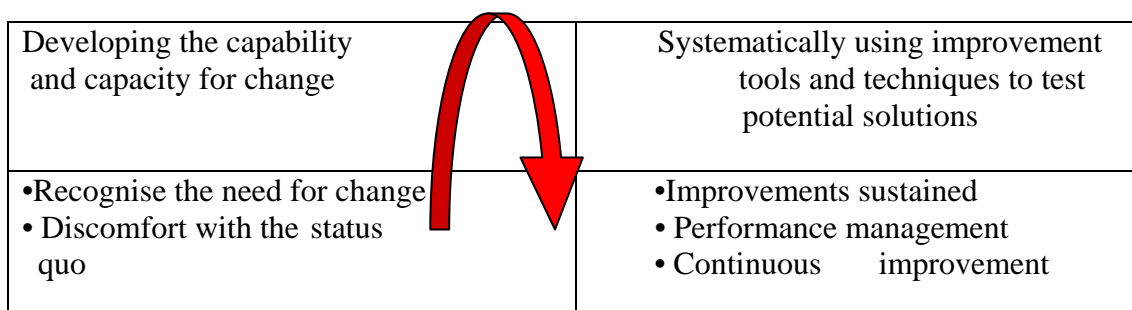 Developing the capability
and capacity for change
Systematically using improvement
tools and techniques to test
potential solutions
•Recognise the need for change
• Discomfort with the status
quo
•Improvements sustained
• Performance management
• Continuous improvement